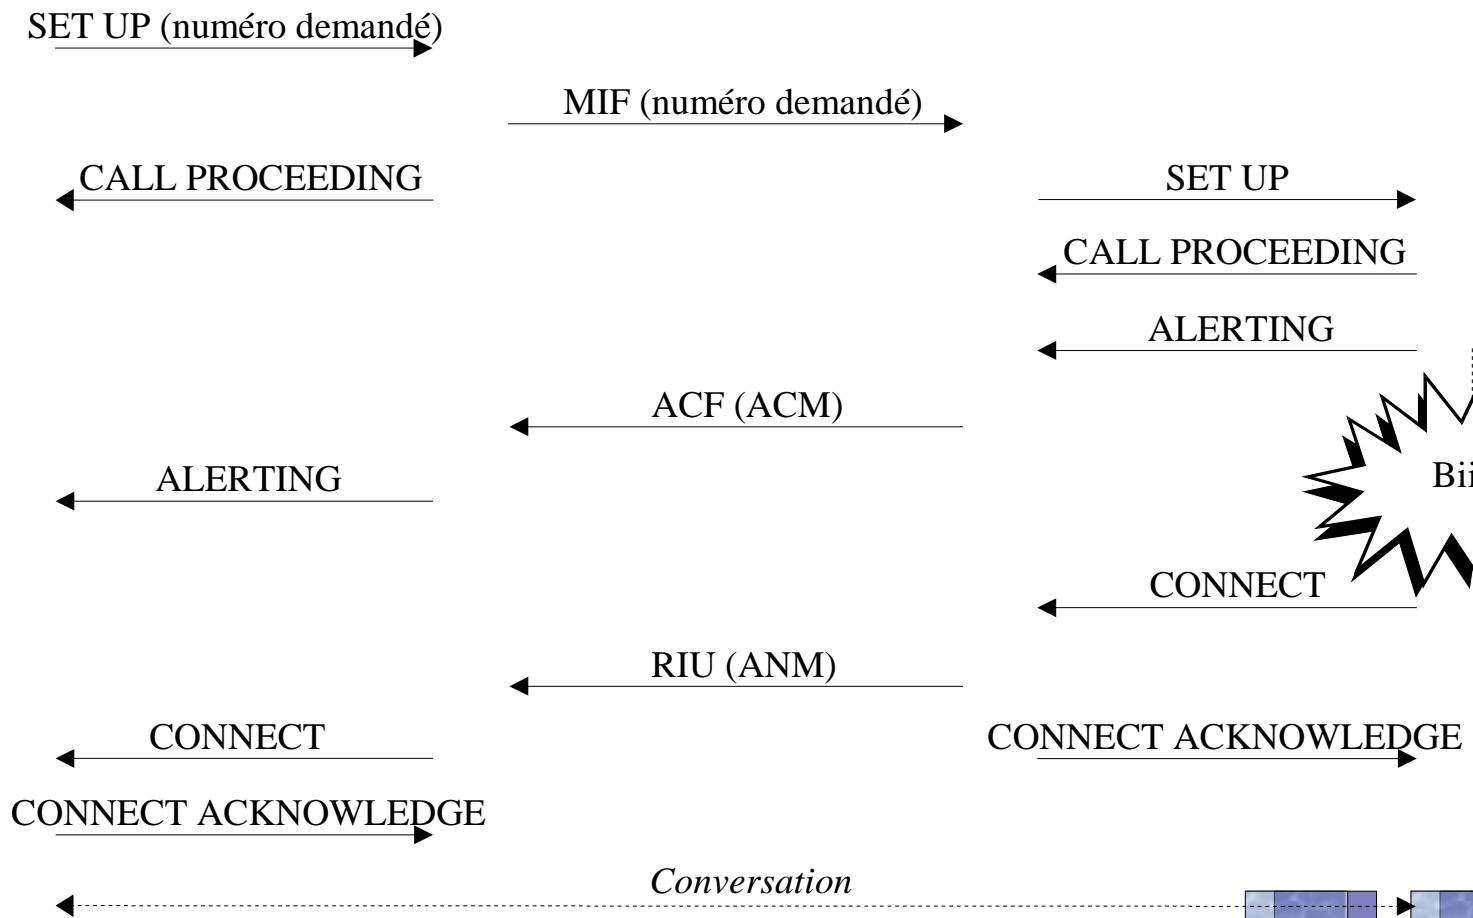 SET UP (numéro demandé)
MIF (numéro demandé)
CALL PROCEEDING
SET UP
CALL PROCEEDING
ALERTING
ACF (ACM)
ALERTING
Bii
CONNECT
RIU (ANM)
CONNECT
CONNECT ACKNOWLEDGE
CONNECT ACKNOWLEDGE
Conversation